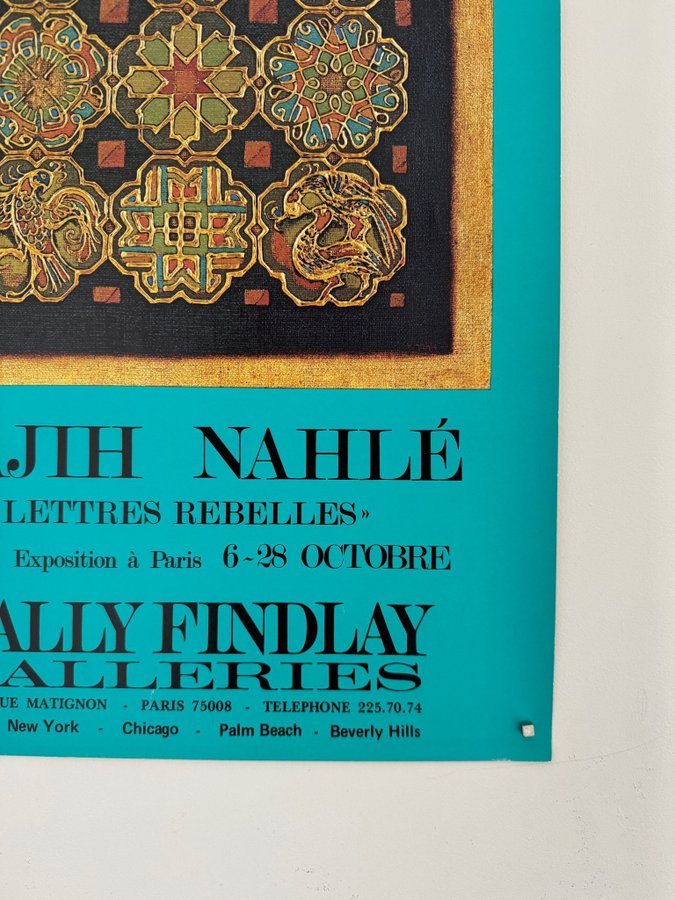 JIH NAHLÉ
LETTRES REBELLES»
Exposition à Paris 6-28 OCTOBRE
ALLY FINDLAY
ALLERIES
UE MATIGNON - PARIS 75008 - TELEPHONE 225.70.74
New York - Chicago - Palm Beach - Beverly Hills